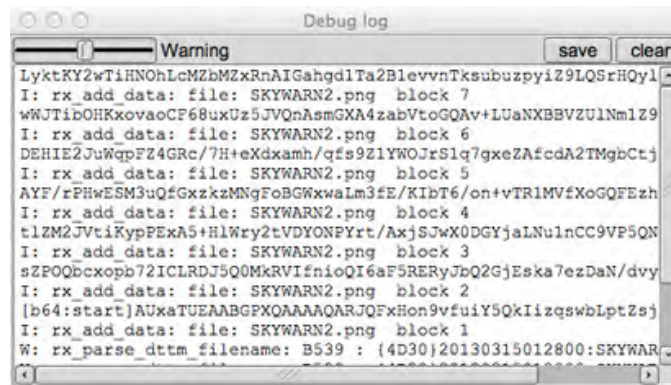 Debug log
Warning save clear
LyktKY2wTiHNOhLcMZbMZxRnAIGahgd1Ta2B1evvnTksubuzpyiZ9LQSrHQyl
I: rx_add_data: file: SKYWARN2.png block 7
wWJTibOHKxovaoCF68uxUz5JVQnAsmGXA4zabVtoGQAv+LUaNXBBVZUlNm1Z9
I: rx_add_data: file: SKYWARN2.png block 6
DEHIE2JuWqpFZ4GRc/7H+eXdxamh/qfs9Z1YWOJrS1q7gxeZAfcdA2TMgbCtj
I: rx_add_data: file: SKYWARN2.png block 5
AYF/rPHwESM3uQfGxzkzMNgFoBGWxwaLm3fE/KIbT6/on+vTR1MVfXoGQFEzh
I: rx_add_data: file: SKYWARN2.png block 4
tlZM2JVtiKypPExA5+HlWry2tVDYONPYrt/AxjSJwX0DGYjaLNu1nCC9VP5QN
I: rx_add_data: file: SKYWARN2.png block 3
sZPOQbcxopb72ICLRDJ5Q0MkRVIfnioQI6aF5RERyJbQ2GjEska7ezDaN/dvy
I: rx_add_data: file: SKYWARN2.png block 2
[b64:start]AUxaTUEAABGPXQAAAAQARJQFxHon9vfuiY5QkIizqswbLptZsj
I: rx_add_data: file: SKYWARN2.png block 1
W: rx_parse_dttm_filename: B539 : {4D30}20130315012800:SKYWAR